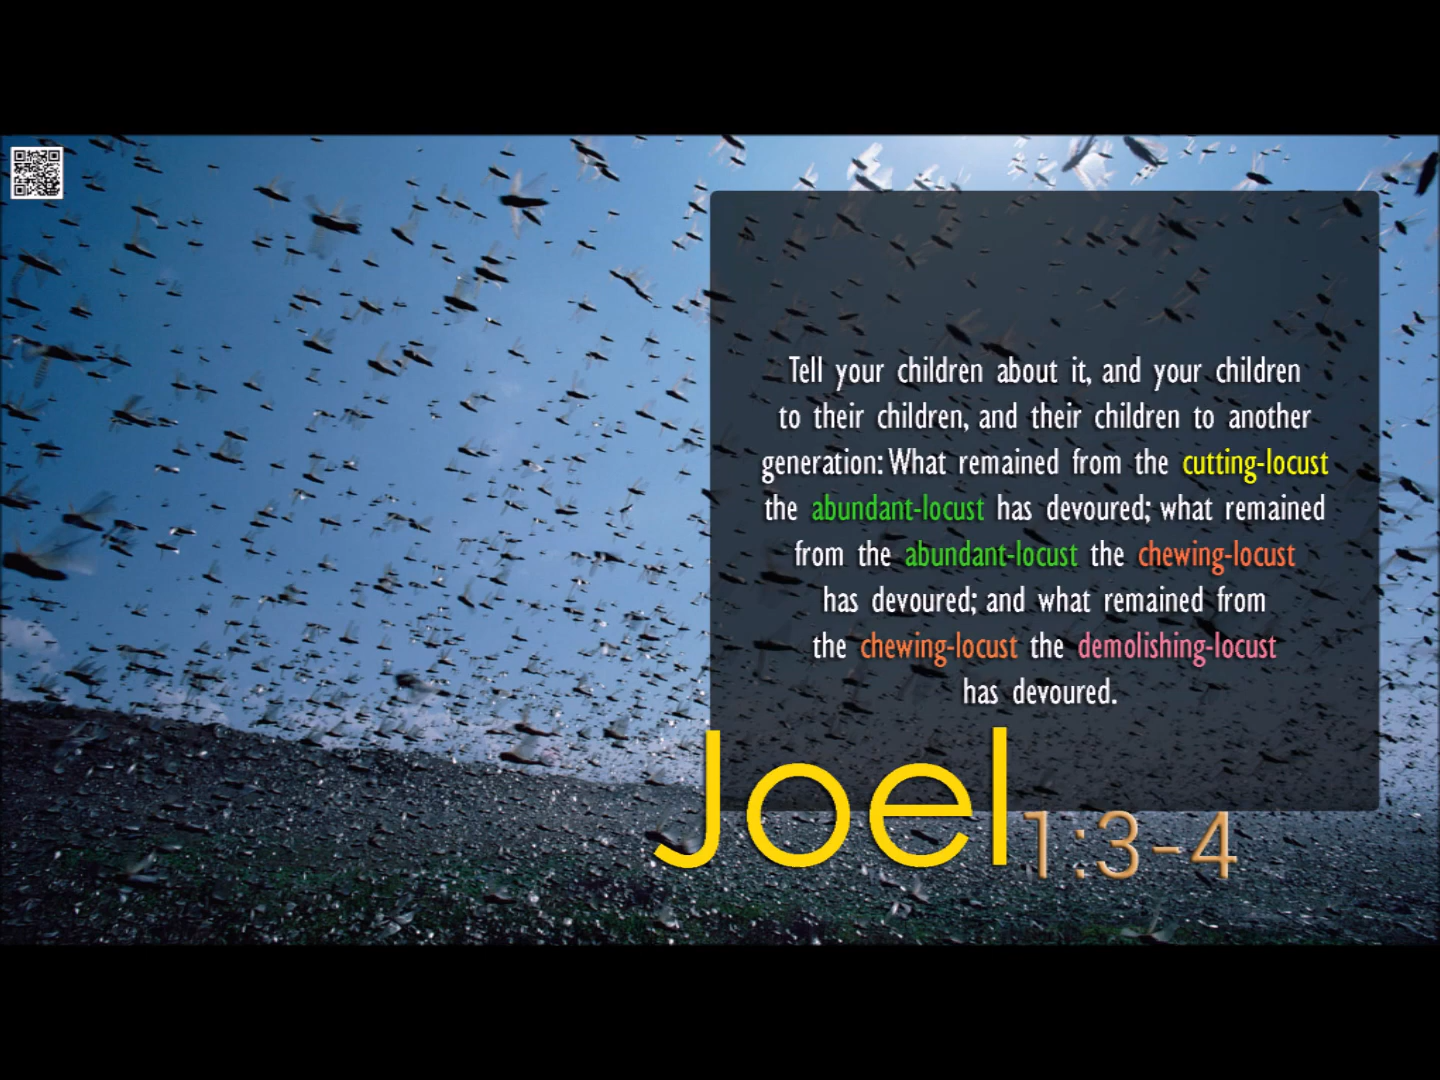 Tell your children about it, and your children
to their children, and their children to another
generation: What remained from the cutting-locust
the abundant-locust has devoured; what remained
from the abundant-locust the chewing-locust
has devoured; and what remained from
the chewing-locust the demolishing-locust
has devoured.
Joel 1:3-4